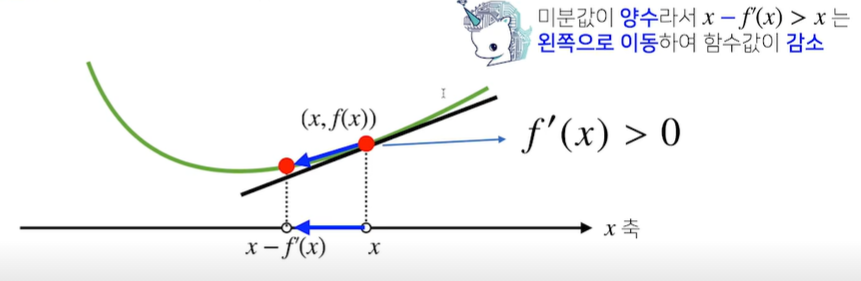 미분값이 양수라서 x − f′(x) > x 는
왼쪽으로 이동하여 함수값이 감소
(x, f(x))
f′(x) > 0
x 축
x − f′(x)
x